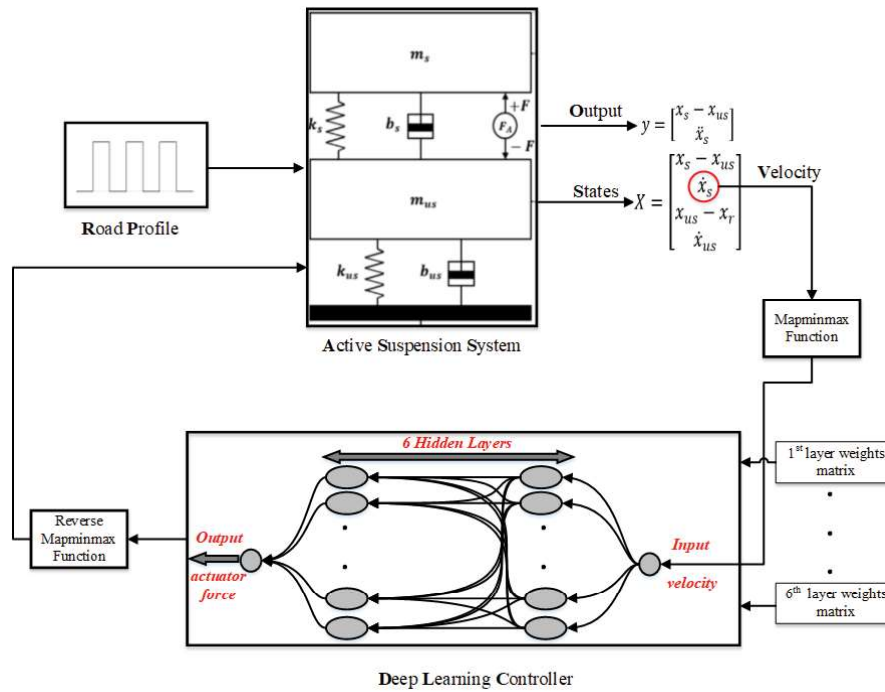 m_s
k_s
b_s
F_A
+F
− F
m_us
k_us
b_us
Active Suspension System
Road Profile
Output
y = [x_s − x_us
ẍ_s]
States
X = [x_s − x_us
ẋ_s
x_us − x_r
ẋ_us]
Velocity
Mapminmax
Function
6 Hidden Layers
1st layer weights
matrix
6th layer weights
matrix
Input
velocity
Output
actuator
force
Reverse
Mapminmax
Function
Deep Learning Controller